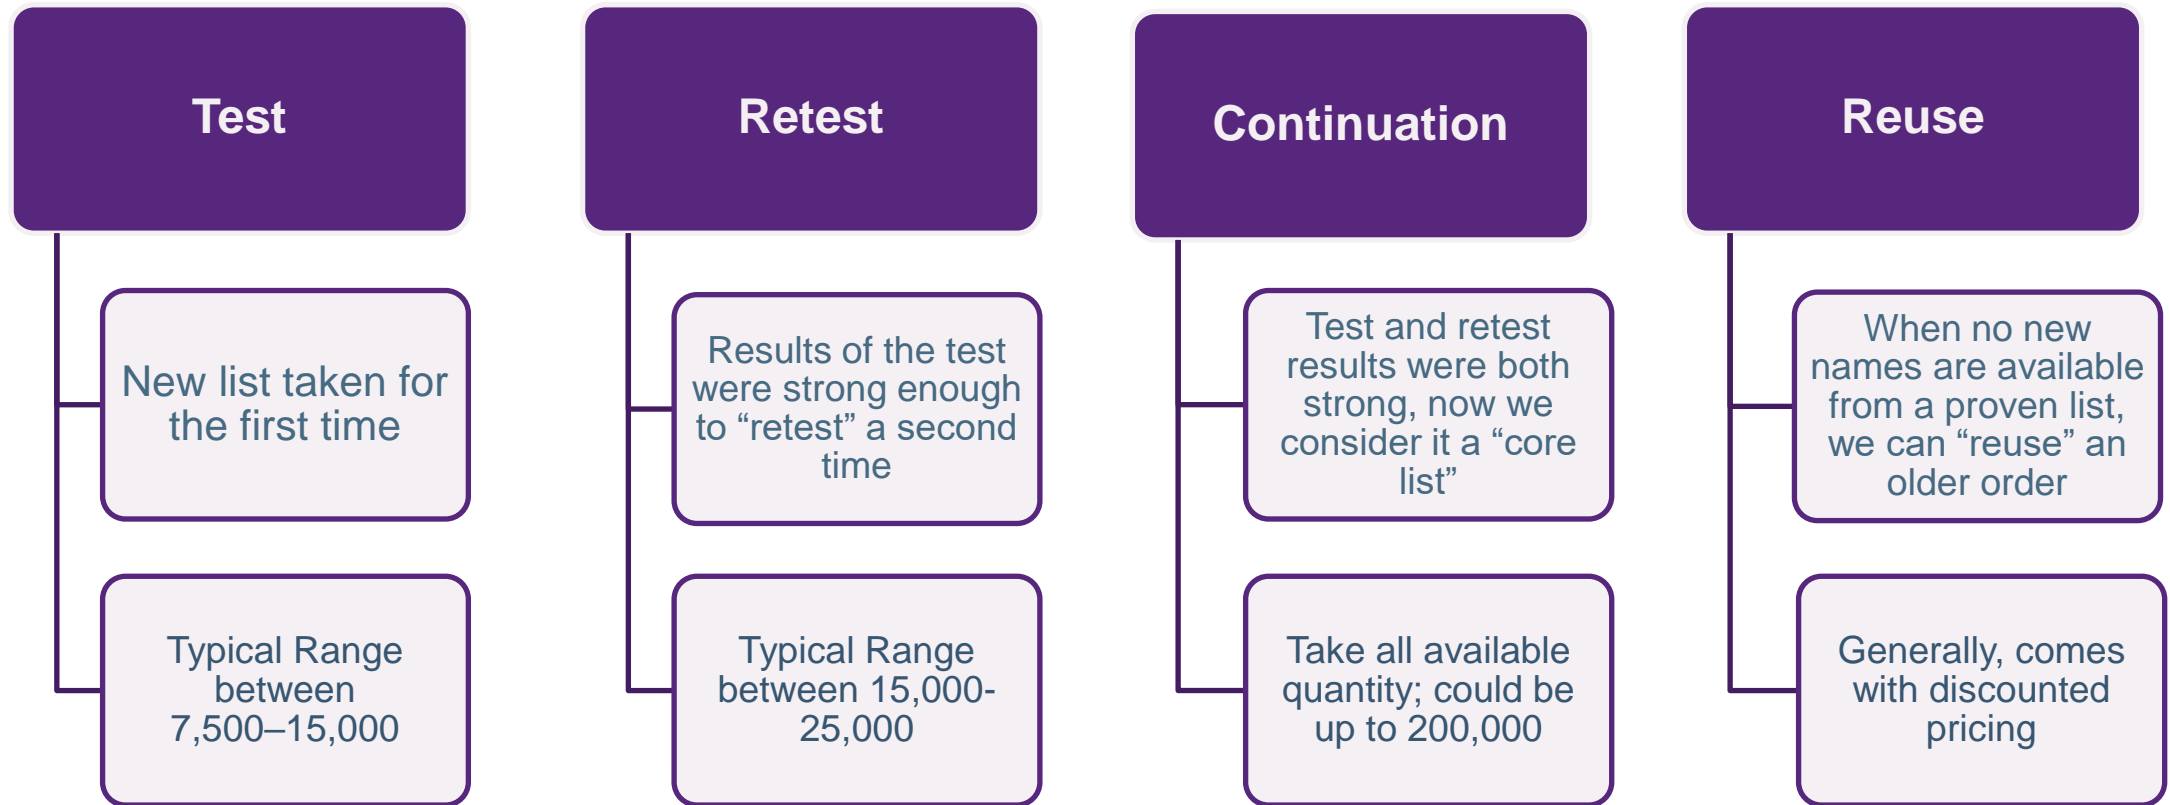 Test
New list taken for
the first time
Typical Range
between
7,500–15,000
Retest
Results of the test
were strong enough
to “retest” a second
time
Typical Range
between 15,000-
25,000
Continuation
Test and retest
results were both
strong, now we
consider it a “core
list”
Take all available
quantity; could be
up to 200,000
Reuse
When no new
names are available
from a proven list,
we can “reuse” an
older order
Generally, comes
with discounted
pricing